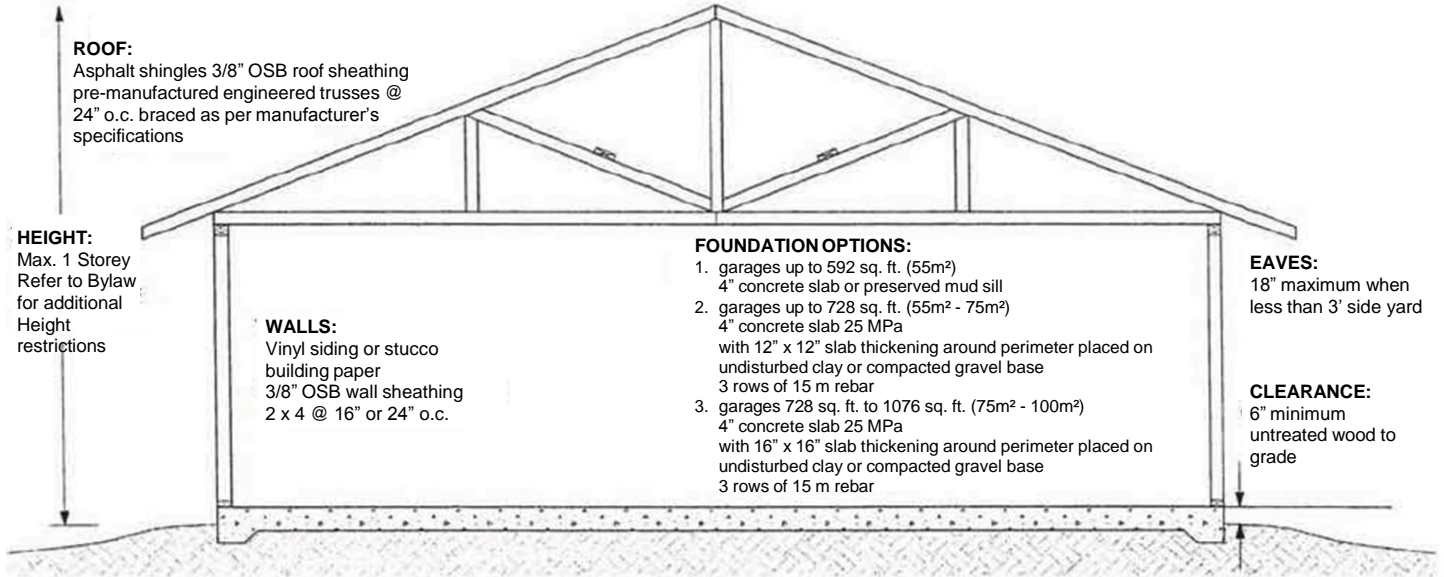 ROOF:
Asphalt shingles 3/8” OSB roof sheathing
pre-manufactured engineered trusses @
24” o.c. braced as per manufacturer’s
specifications
HEIGHT:
Max. 1 Storey
Refer to Bylaw
for additional
Height
restrictions
WALLS:
Vinyl siding or stucco
building paper
3/8” OSB wall sheathing
2 x 4 @ 16” or 24” o.c.
FOUNDATION OPTIONS:
1. garages up to 592 sq. ft. (55m²)
4” concrete slab or preserved mud sill
2. garages up to 728 sq. ft. (55m² - 75m²)
4” concrete slab 25 MPa
with 12” x 12” slab thickening around perimeter placed on
undisturbed clay or compacted gravel base
3 rows of 15 m rebar
3. garages 728 sq. ft. to 1076 sq. ft. (75m² - 100m²)
4” concrete slab 25 MPa
with 16” x 16” slab thickening around perimeter placed on
undisturbed clay or compacted gravel base
3 rows of 15 m rebar
EAVES:
18” maximum when
less than 3’ side yard
CLEARANCE:
6” minimum
untreated wood to
grade